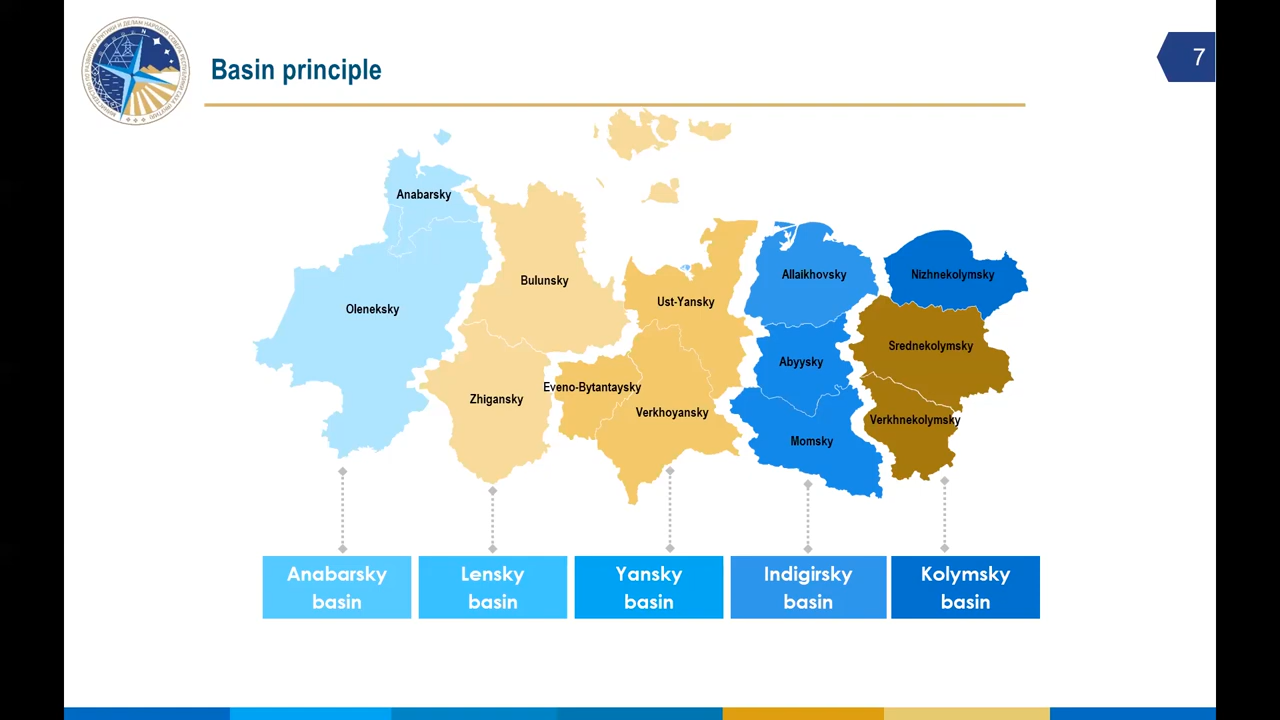 Basin principle
7
Anabarsky
Oleneksky
Bulunsky
Zhigansky
Ust-Yansky
Eveno-Bytantaysky
Verkhoyansky
Allaikhovsky
Abyysky
Momsky
Nizhnekolymsky
Srednekolymsky
Verkhnekolymsky
Anabarsky
basin
Lensky
basin
Yansky
basin
Indigirsky
basin
Kolymsky
basin